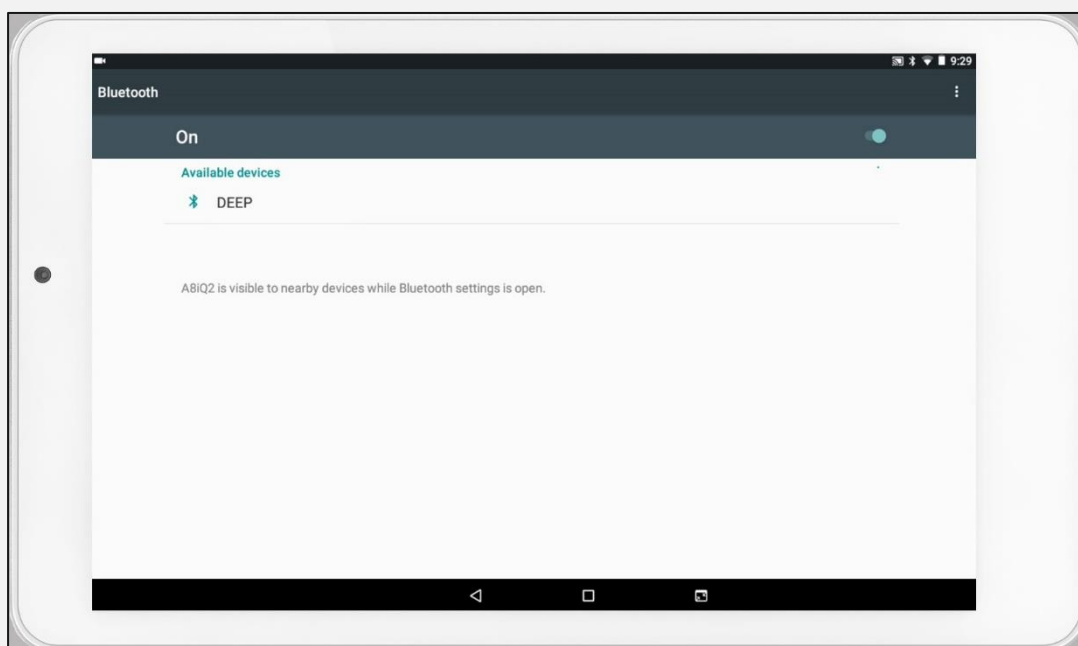 9:29
Bluetooth
On
Available devices
DEEP
A8iQ2 is visible to nearby devices while Bluetooth settings is open.